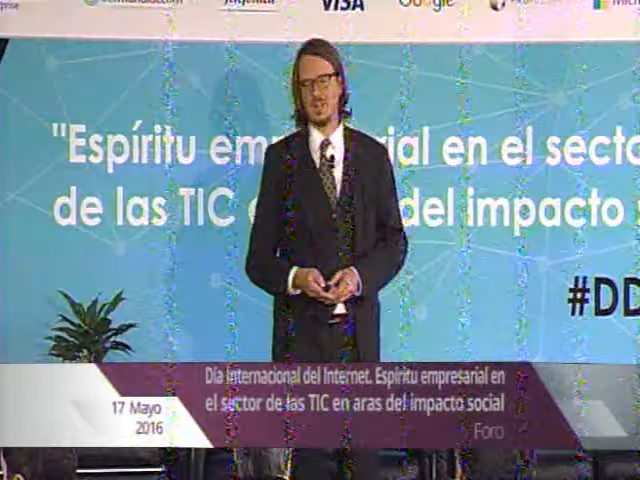 VISA
Google
"Espíritu em ial en el secto
de las TIC del impacto
#DD
Día Internacional del Internet. Espíritu empresarial en
el sector de las TIC en aras del impacto social
17 Mayo
2016
Foro